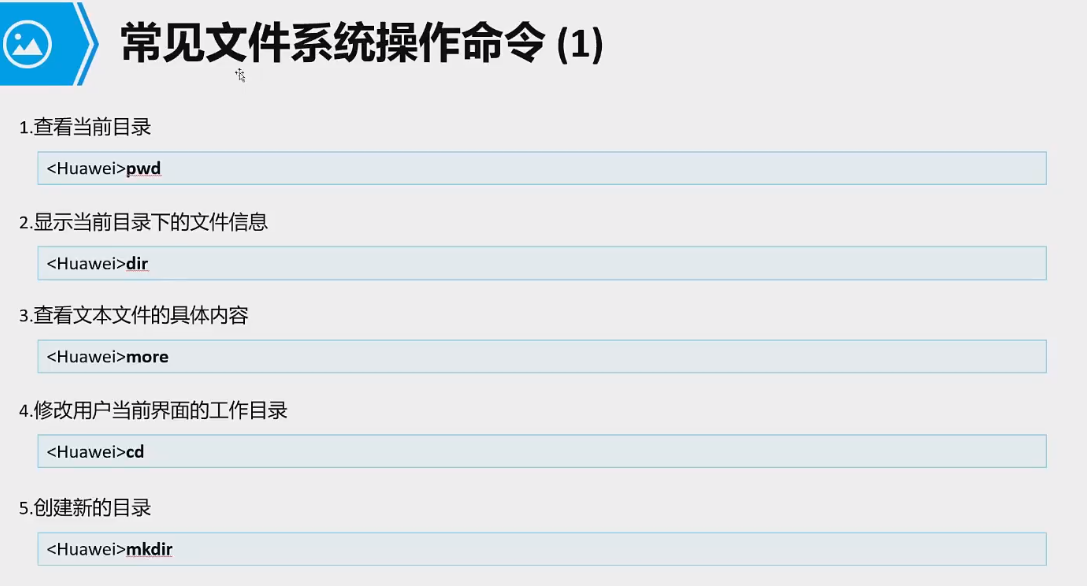 常见文件系统操作命令 (1)
1.查看当前目录
<Huawei>pwd
2.显示当前目录下的文件信息
<Huawei>dir
3.查看文本文件的具体内容
<Huawei>more
4.修改用户当前界面的工作目录
<Huawei>cd
5.创建新的目录
<Huawei>mkdir